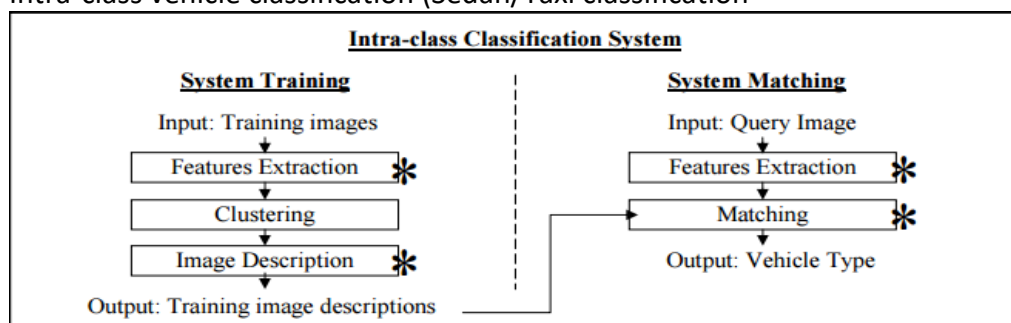 Intra-class vehicle classification (Sedan/Taxi classification
Intra-class Classification System
System Training
Input: Training images
Features Extraction *
Clustering
Image Description *
Output: Training image descriptions
System Matching
Input: Query Image
Features Extraction *
Matching *
Output: Vehicle Type